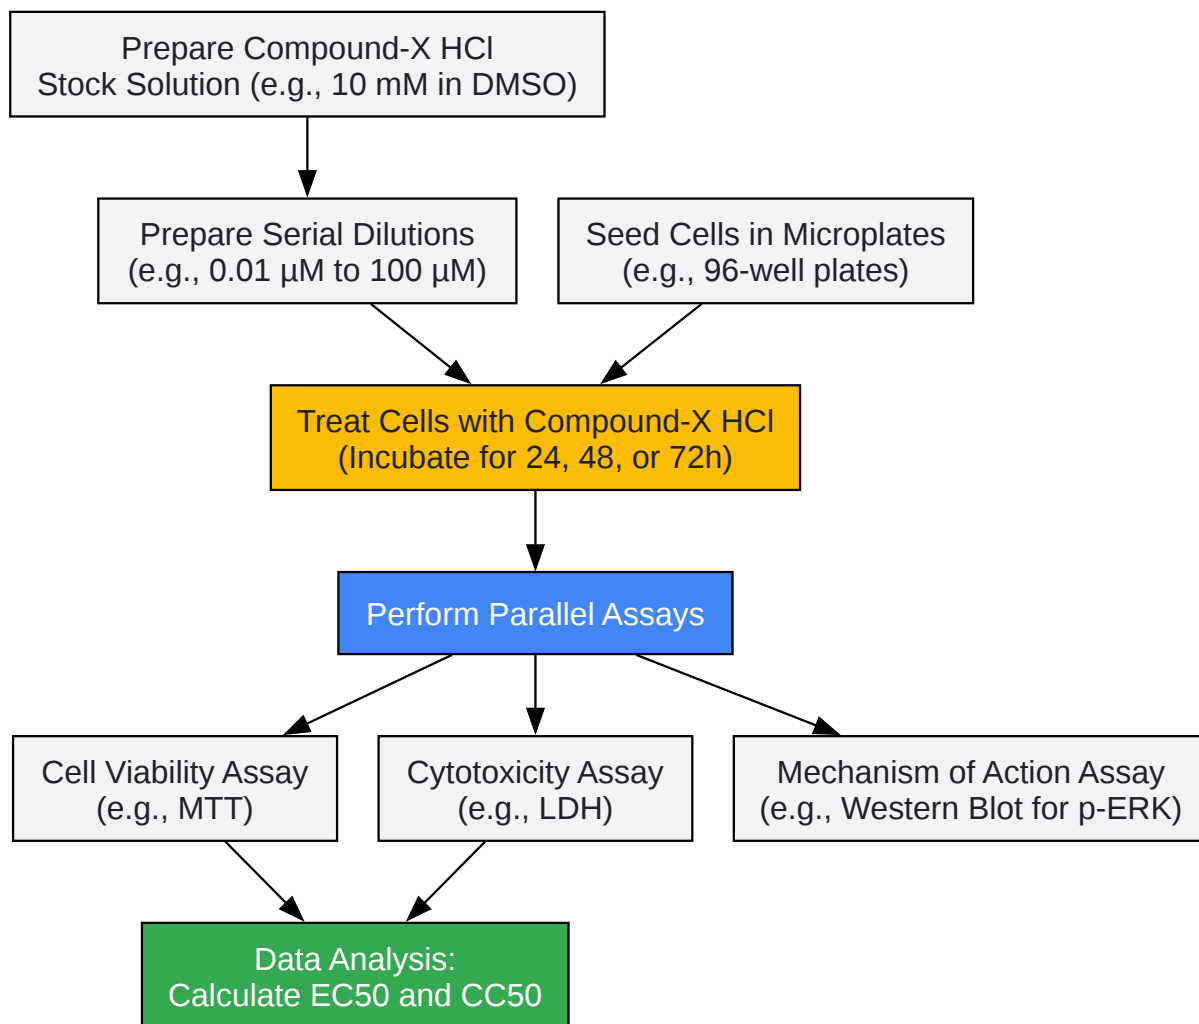 Prepare Compound-X HCl
Stock Solution (e.g., 10 mM in DMSO)
Prepare Serial Dilutions
(e.g., 0.01 µM to 100 µM)
Seed Cells in Microplates
(e.g., 96-well plates)
Treat Cells with Compound-X HCl
(Incubate for 24, 48, or 72h)
Perform Parallel Assays
Cell Viability Assay
(e.g., MTT)
Cytotoxicity Assay
(e.g., LDH)
Mechanism of Action Assay
(e.g., Western Blot for p-ERK)
Data Analysis:
Calculate EC50 and CC50